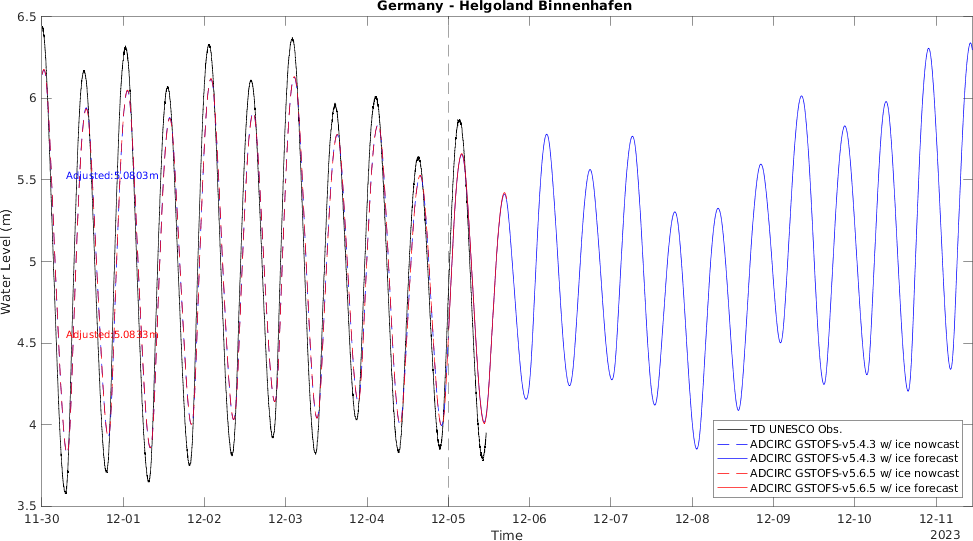 Germany - Helgoland Binnenhafen
6.5
6
5.5
5
4.5
4
3.5
Water Level (m)
Adjusted:5.0803m
Adjusted:5.0833m
TD UNESCO Obs.
ADCIRC GSTOFS-v5.4.3 w/ ice nowcast
ADCIRC GSTOFS-v5.4.3 w/ ice forecast
ADCIRC GSTOFS-v5.6.5 w/ ice nowcast
ADCIRC GSTOFS-v5.6.5 w/ ice forecast
11-30 12-01 12-02 12-03 12-04 12-05 12-06 12-07 12-08 12-09 12-10 12-11
Time
2023